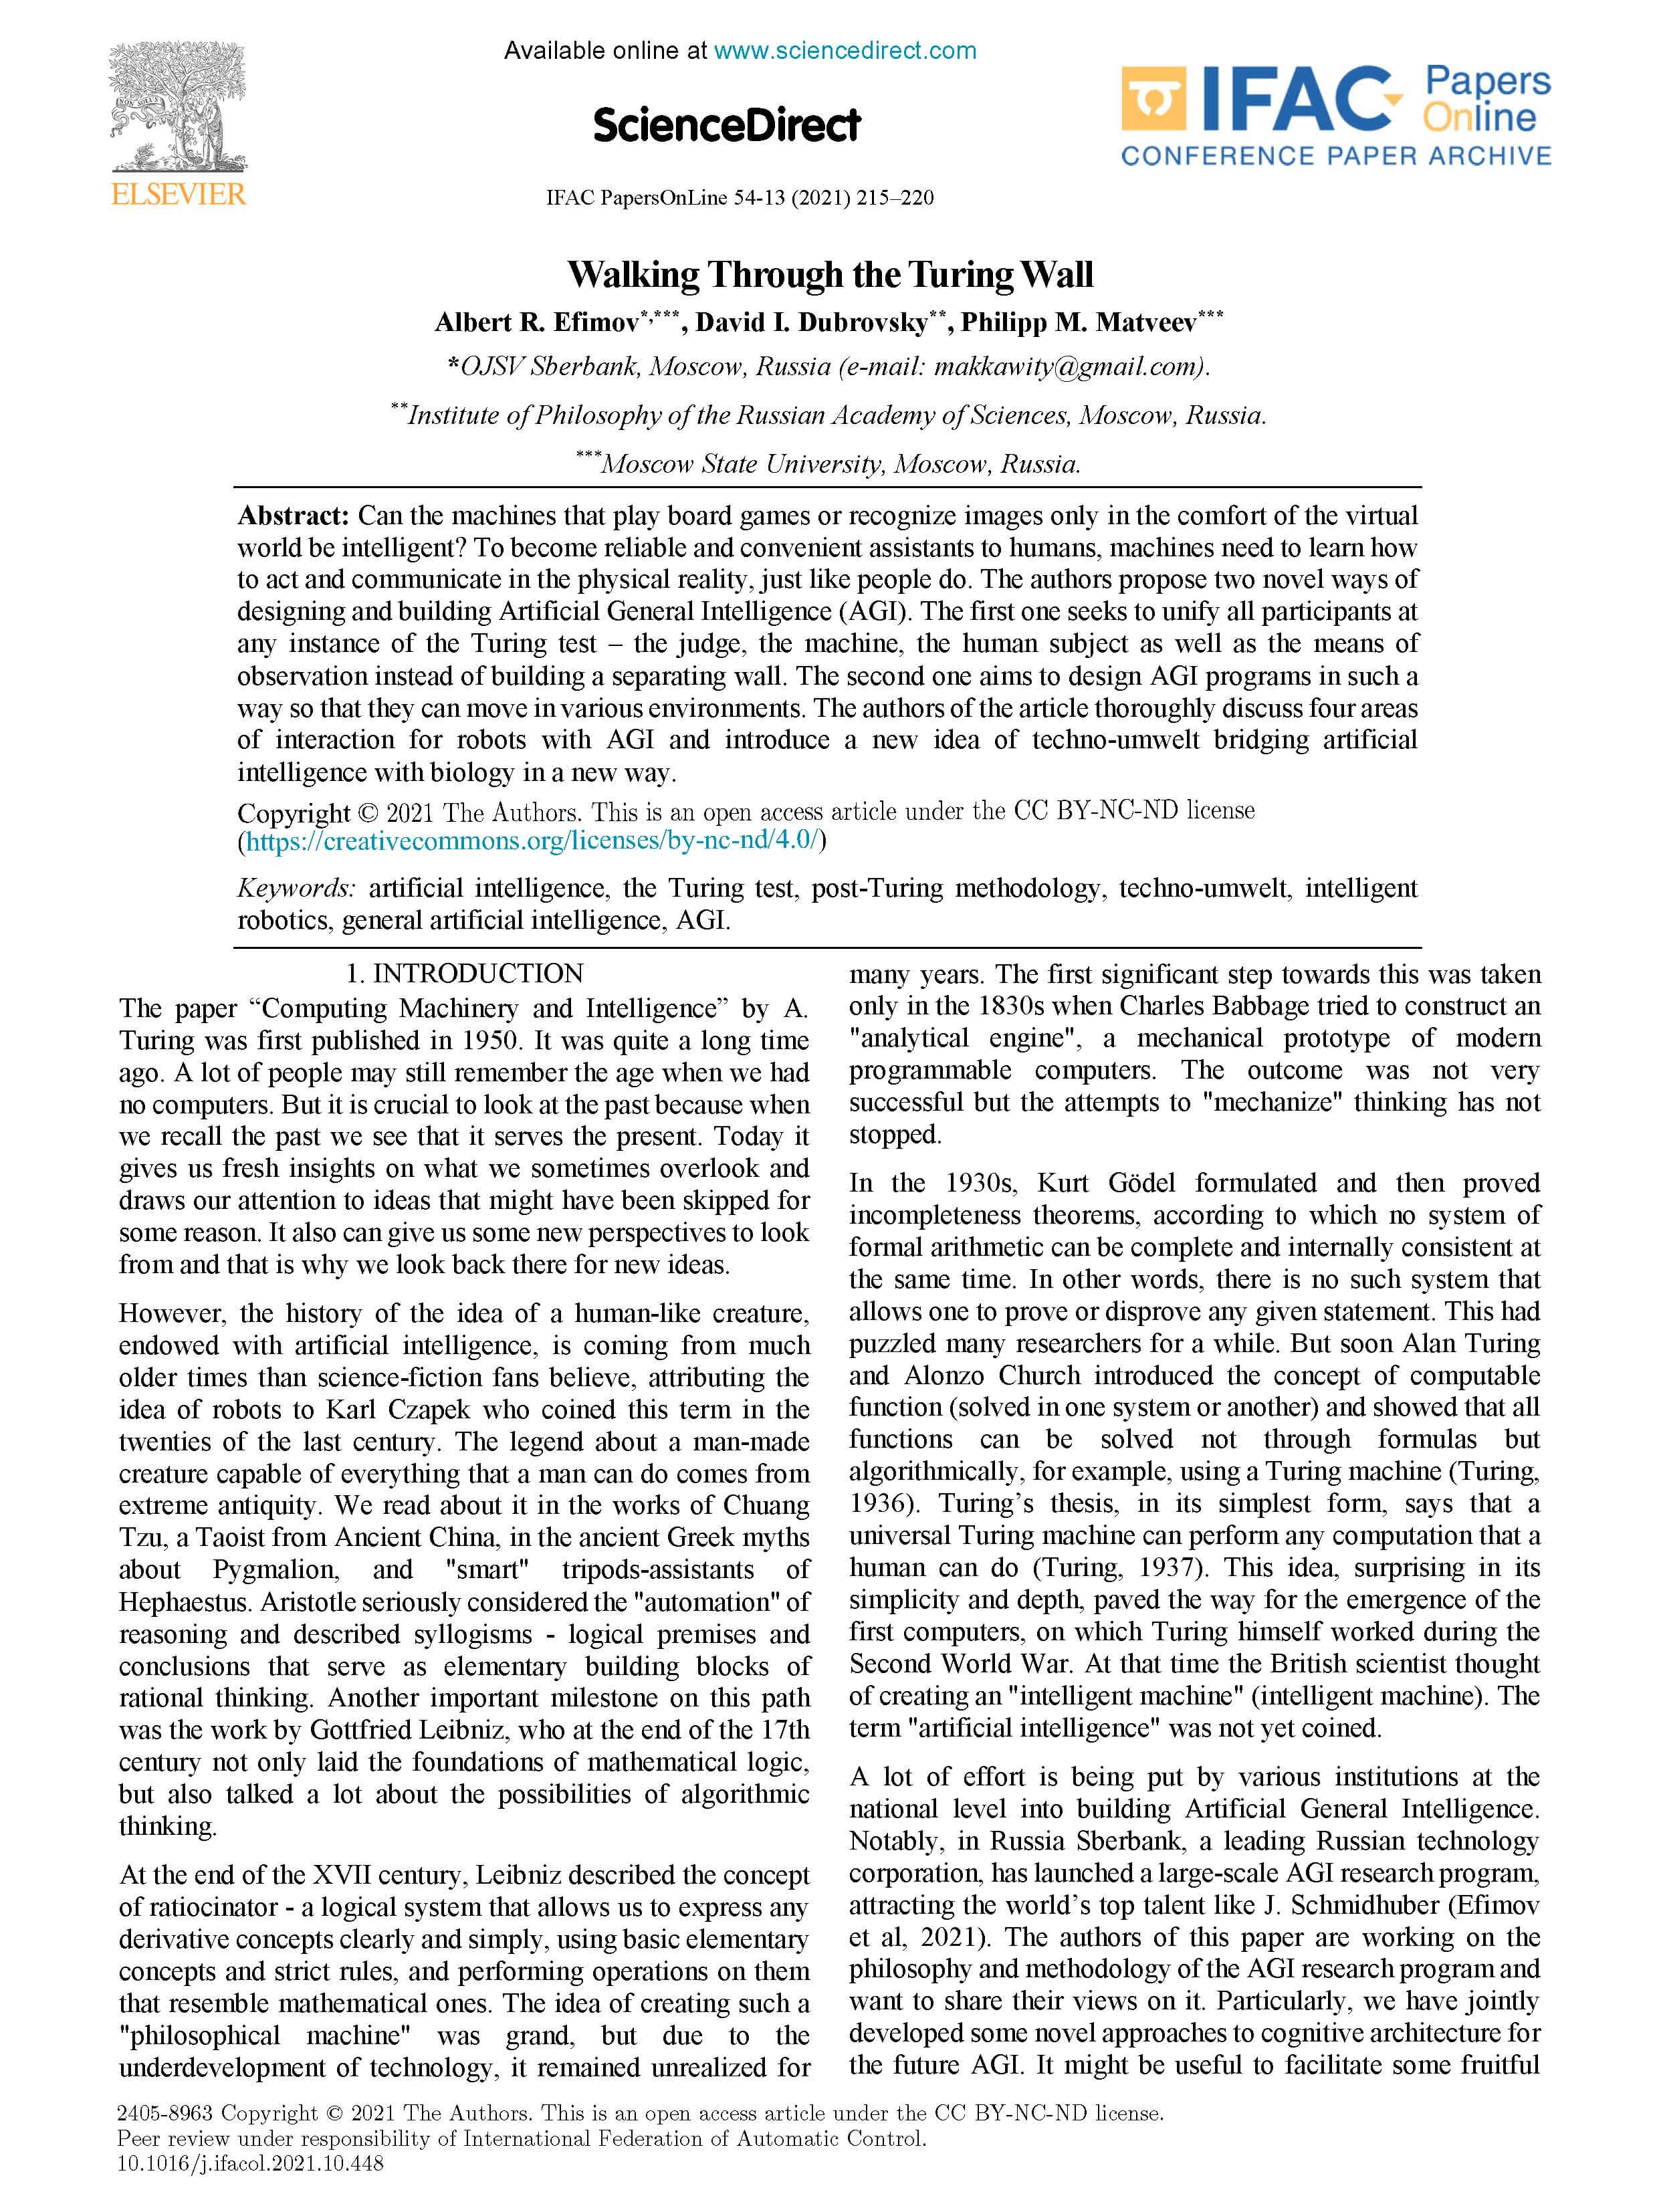 Available online at www.sciencedirect.com
ScienceDirect
ELSEVIER
IFAC Papers Online
CONFERENCE PAPER ARCHIVE
IFAC PapersOnLine 54-13 (2021) 215–220
Walking Through the Turing Wall
Albert R. Efimov*,***, David I. Dubrovsky**, Philipp M. Matveev***
*OJSV Sberbank, Moscow, Russia (e-mail: makkawity@gmail.com).
**Institute of Philosophy of the Russian Academy of Sciences, Moscow, Russia.
***Moscow State University, Moscow, Russia.
Abstract: Can the machines that play board games or recognize images only in the comfort of the virtual
world be intelligent? To become reliable and convenient assistants to humans, machines need to learn how
to act and communicate in the physical reality, just like people do. The authors propose two novel ways of
designing and building Artificial General Intelligence (AGI). The first one seeks to unify all participants at
any instance of the Turing test – the judge, the machine, the human subject as well as the means of
observation instead of building a separating wall. The second one aims to design AGI programs in such a
way so that they can move in various environments. The authors of the article thoroughly discuss four areas
of interaction for robots with AGI and introduce a new idea of techno-umwelt bridging artificial
intelligence with biology in a new way.
Copyright © 2021 The Authors. This is an open access article under the CC BY-NC-ND license
(https://creativecommons.org/licenses/by-nc-nd/4.0/)
Keywords: artificial intelligence, the Turing test, post-Turing methodology, techno-umwelt, intelligent
robotics, general artificial intelligence, AGI.
1. INTRODUCTION
The paper “Computing Machinery and Intelligence” by A.
Turing was first published in 1950. It was quite a long time
ago. A lot of people may still remember the age when we had
no computers. But it is crucial to look at the past because when
we recall the past we see that it serves the present. Today it
gives us fresh insights on what we sometimes overlook and
draws our attention to ideas that might have been skipped for
some reason. It also can give us some new perspectives to look
from and that is why we look back there for new ideas.
However, the history of the idea of a human-like creature,
endowed with artificial intelligence, is coming from much
older times than science-fiction fans believe, attributing the
idea of robots to Karl Czapek who coined this term in the
twenties of the last century. The legend about a man-made
creature capable of everything that a man can do comes from
extreme antiquity. We read about it in the works of Chuang
Tzu, a Taoist from Ancient China, in the ancient Greek myths
about Pygmalion, and "smart" tripods-assistants of
Hephaestus. Aristotle seriously considered the "automation" of
reasoning and described syllogisms - logical premises and
conclusions that serve as elementary building blocks of
rational thinking. Another important milestone on this path
was the work by Gottfried Leibniz, who at the end of the 17th
century not only laid the foundations of mathematical logic,
but also talked a lot about the possibilities of algorithmic
thinking.
At the end of the XVII century, Leibniz described the concept
of ratiocinator - a logical system that allows us to express any
derivative concepts clearly and simply, using basic elementary
concepts and strict rules, and performing operations on them
that resemble mathematical ones. The idea of creating such a
"philosophical machine" was grand, but due to the
underdevelopment of technology, it remained unrealized for
many years. The first significant step towards this was taken
only in the 1830s when Charles Babbage tried to construct an
"analytical engine", a mechanical prototype of modern
programmable computers. The outcome was not very
successful but the attempts to "mechanize" thinking has not
stopped.
In the 1930s, Kurt Gödel formulated and then proved
incompleteness theorems, according to which no system of
formal arithmetic can be complete and internally consistent at
the same time. In other words, there is no such system that
allows one to prove or disprove any given statement. This had
puzzled many researchers for a while. But soon Alan Turing
and Alonzo Church introduced the concept of computable
function (solved in one system or another) and showed that all
functions can be solved not through formulas but
algorithmically, for example, using a Turing machine (Turing,
1936). Turing’s thesis, in its simplest form, says that a
universal Turing machine can perform any computation that a
human can do (Turing, 1937). This idea, surprising in its
simplicity and depth, paved the way for the emergence of the
first computers, on which Turing himself worked during the
Second World War. At that time the British scientist thought
of creating an "intelligent machine" (intelligent machine). The
term "artificial intelligence" was not yet coined.
A lot of effort is being put by various institutions at the
national level into building Artificial General Intelligence.
Notably, in Russia Sberbank, a leading Russian technology
corporation, has launched a large-scale AGI research program,
attracting the world’s top talent like J. Schmidhuber (Efimov
et al, 2021). The authors of this paper are working on the
philosophy and methodology of the AGI research program and
want to share their views on it. Particularly, we have jointly
developed some novel approaches to cognitive architecture for
the future AGI. It might be useful to facilitate some fruitful
2405-8963 Copyright © 2021 The Authors. This is an open access article under the CC BY-NC-ND license.
Peer review under responsibility of International Federation of Automatic Control.
10.1016/j.ifacol.2021.10.448